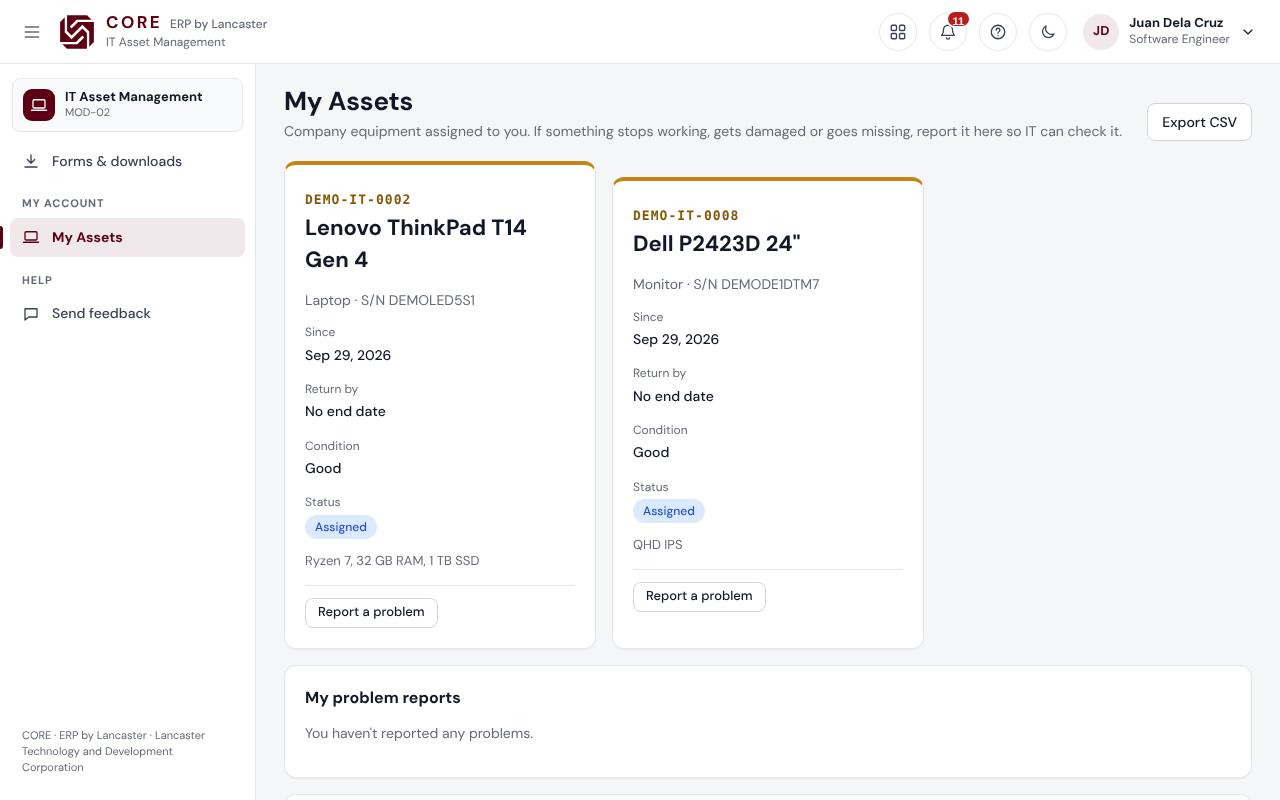 CORE ERP by Lancaster
IT Asset Management
11
JD
Juan Dela Cruz
Software Engineer
IT Asset Management
MOD-02
Forms & downloads
MY ACCOUNT
My Assets
HELP
Send feedback
CORE · ERP by Lancaster · Lancaster
Technology and Development
Corporation
My Assets
Company equipment assigned to you. If something stops working, gets damaged or goes missing, report it here so IT can check it.
Export CSV
DEMO-IT-0002
Lenovo ThinkPad T14
Gen 4
Laptop · S/N DEMOLED5S1
Since
Sep 29, 2026
Return by
No end date
Condition
Good
Status
Assigned
Ryzen 7, 32 GB RAM, 1 TB SSD
Report a problem
DEMO-IT-0008
Dell P2423D 24"
Monitor · S/N DEMODE1DTM7
Since
Sep 29, 2026
Return by
No end date
Condition
Good
Status
Assigned
QHD IPS
Report a problem
My problem reports
You haven't reported any problems.